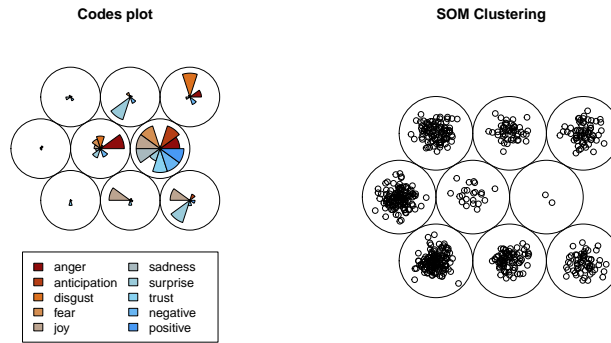 Codes plot
SOM Clustering
anger
anticipation
disgust
fear
joy
sadness
surprise
trust
negative
positive